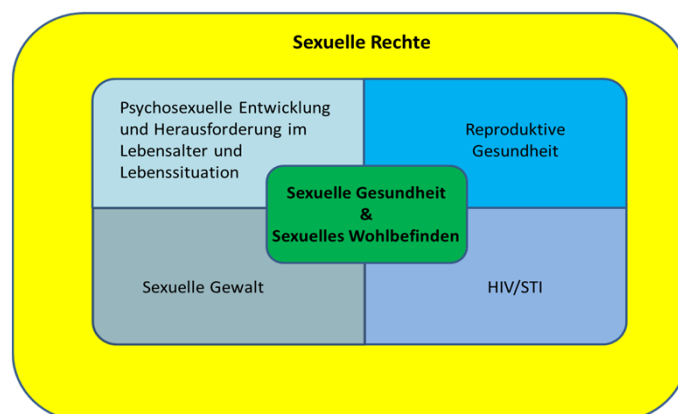 Sexuelle Rechte
Psychosexuelle Entwicklung
und Herausforderung im
Lebensalter und
Lebenssituation
Reproduktive
Gesundheit
Sexuelle Gesundheit
&
Sexuelles Wohlbefinden
Sexuelle Gewalt
HIV/STI